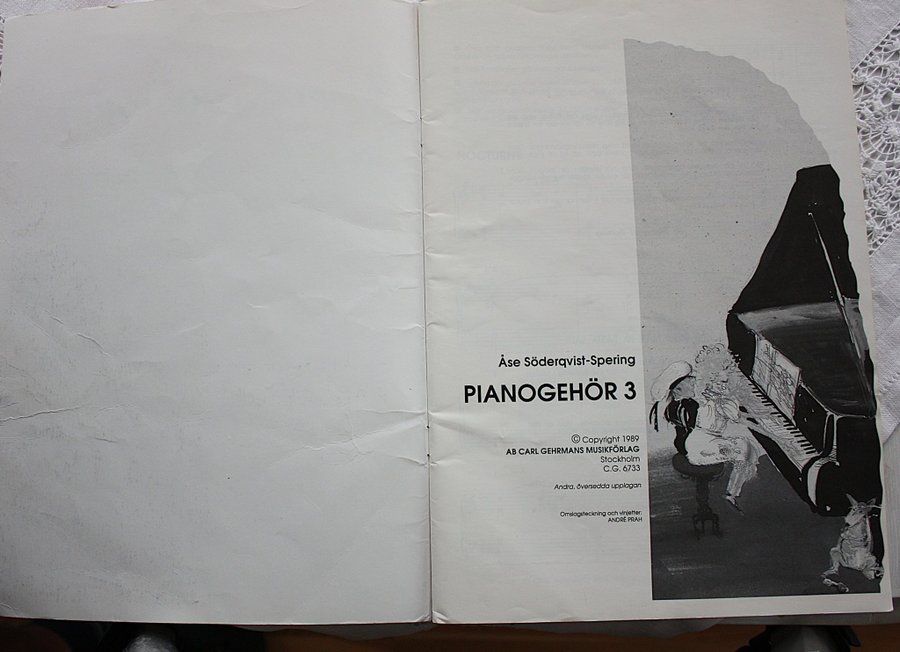 Åse Söderqvist-Spering
PIANOGEHÖR 3
© Copyright 1989
AB CARL GEHRMANS MUSIKFÖRLAG
Stockholm
C.G. 6733
Andra, översedda upplagan
Omslagsteckning och vinjetter:
ANDRÉ PRAH